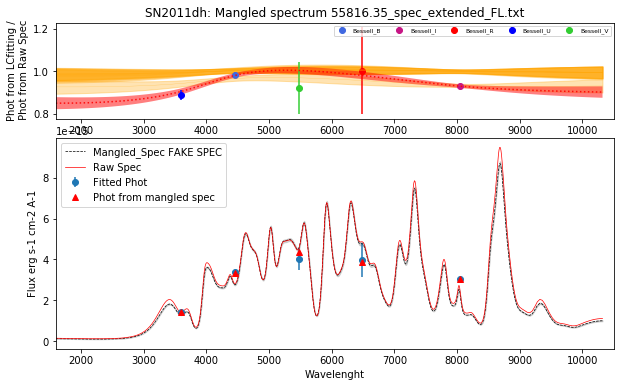 SN2011dh: Mangled spectrum 55816.35_spec_extended_FL.txt
Phot from LCfitting /
Phot from Raw Spec
1.2
1.0
0.8
Bessell_B
Bessell_I
Bessell_R
Bessell_U
Bessell_V
2000 3000 4000 5000 6000 7000 8000 9000 10000
Flux erg s-1 cm-2 A-1
8
6
4
2
0
Mangled_Spec FAKE SPEC
Raw Spec
Fitted Phot
Phot from mangled spec
2000 3000 4000 5000 6000 7000 8000 9000 10000
Wavelenght